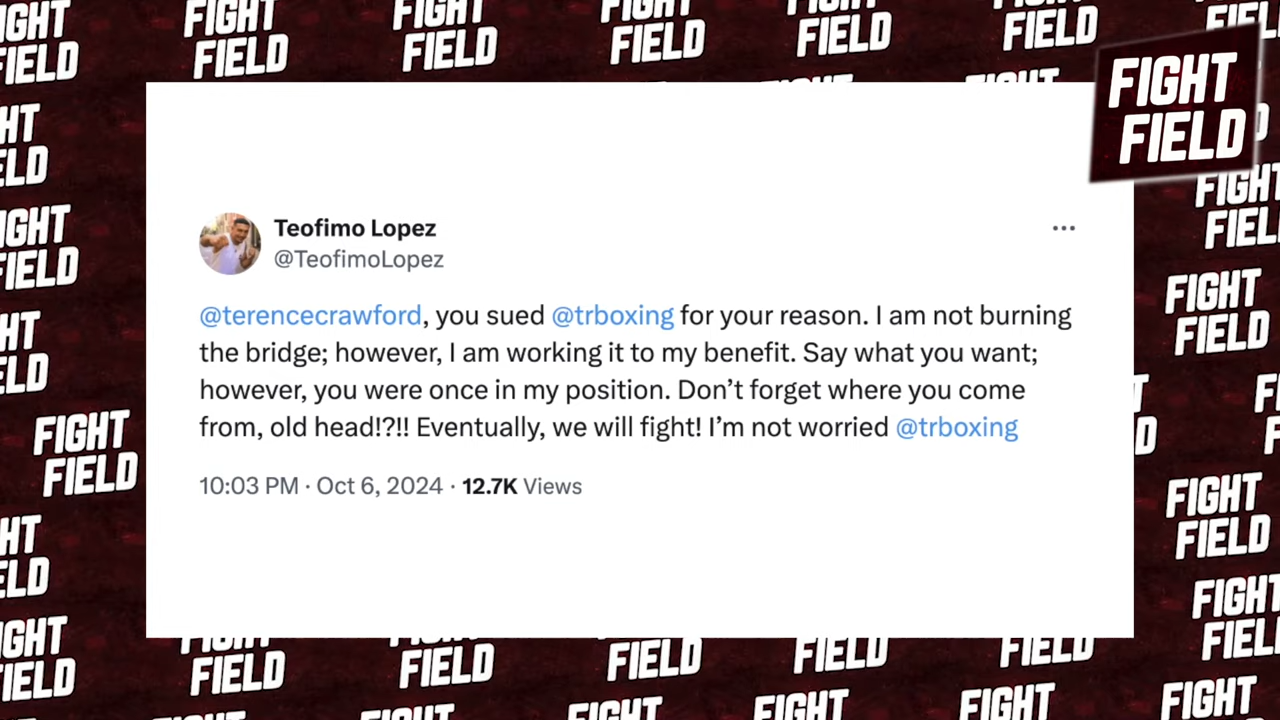 FIGHT
FIELD
Teofimo Lopez
@TeofimoLopez
@terencecrawford, you sued @trboxing for your reason. I am not burning
the bridge; however, I am working it to my benefit. Say what you want;
however, you were once in my position. Don’t forget where you come
from, old head!?!! Eventually, we will fight! I’m not worried @trboxing
10:03 PM · Oct 6, 2024 · 12.7K Views